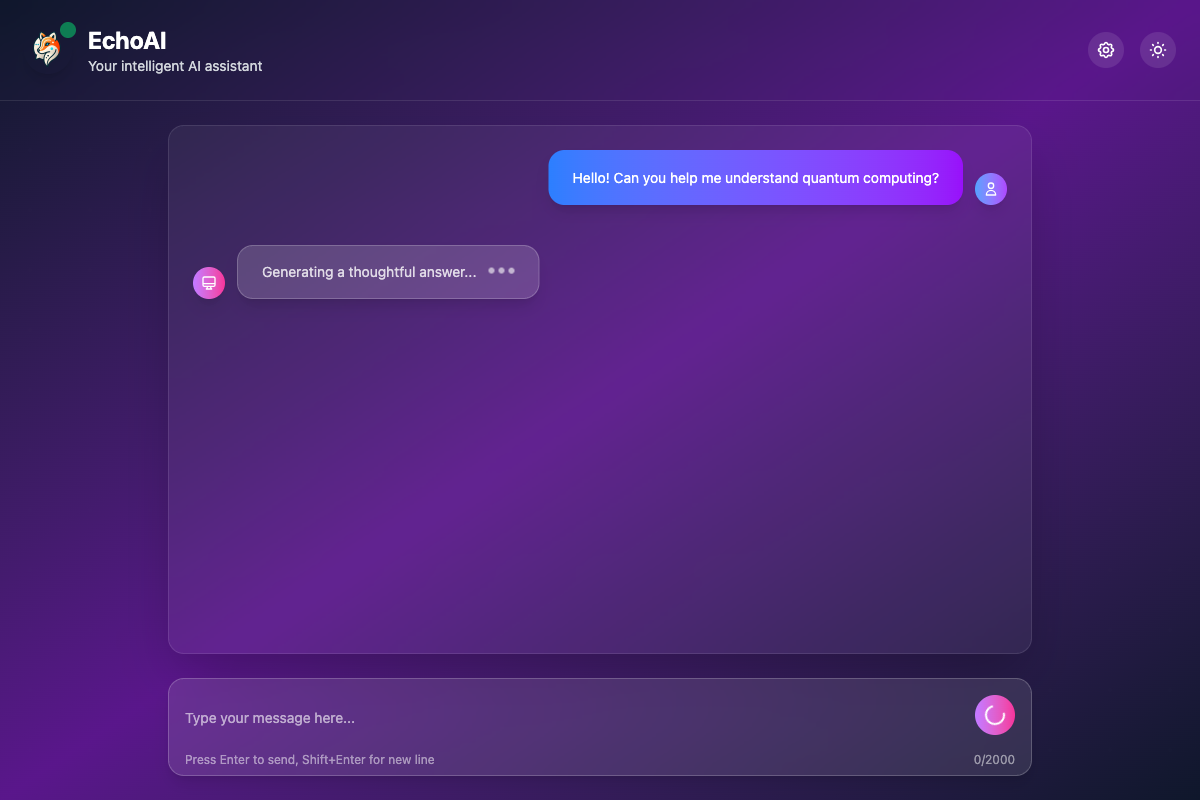 EchoAI
Your intelligent AI assistant
Hello! Can you help me understand quantum computing?
Generating a thoughtful answer...
Type your message here...
Press Enter to send, Shift+Enter for new line
0/2000